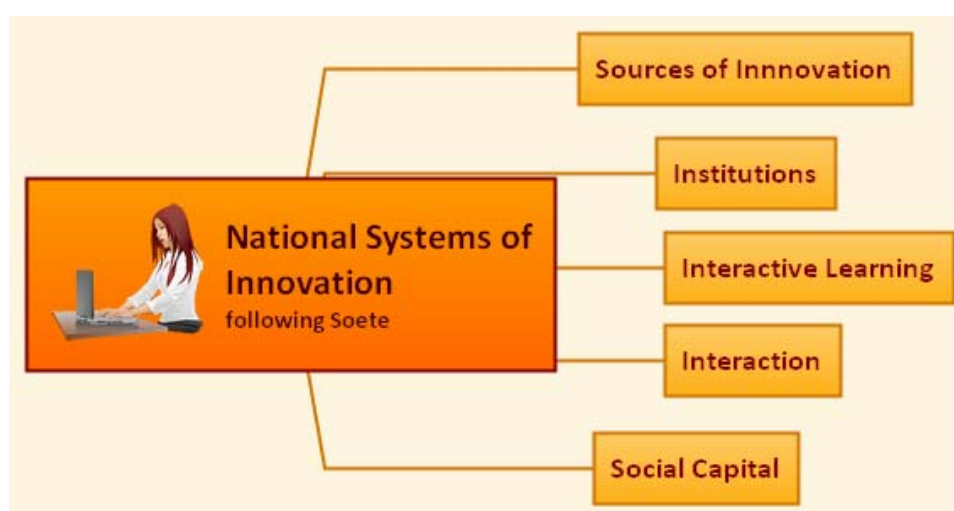 Sources of Innnovation
Institutions
National Systems of
Innovation
following Soete
Interactive Learning
Interaction
Social Capital